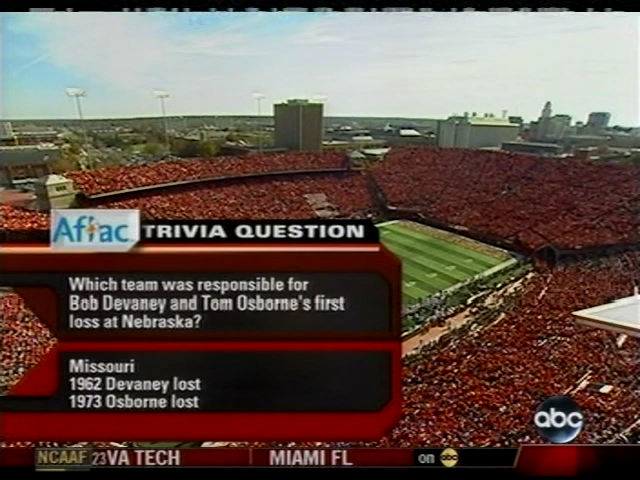 Aflac TRIVIA QUESTION
Which team was responsible for
Bob Devaney and Tom Osborne's first
loss at Nebraska?
Missouri
1962 Devaney lost
1973 Osborne lost
abc
NCAAF 23 VA TECH MIAMI FL on abc